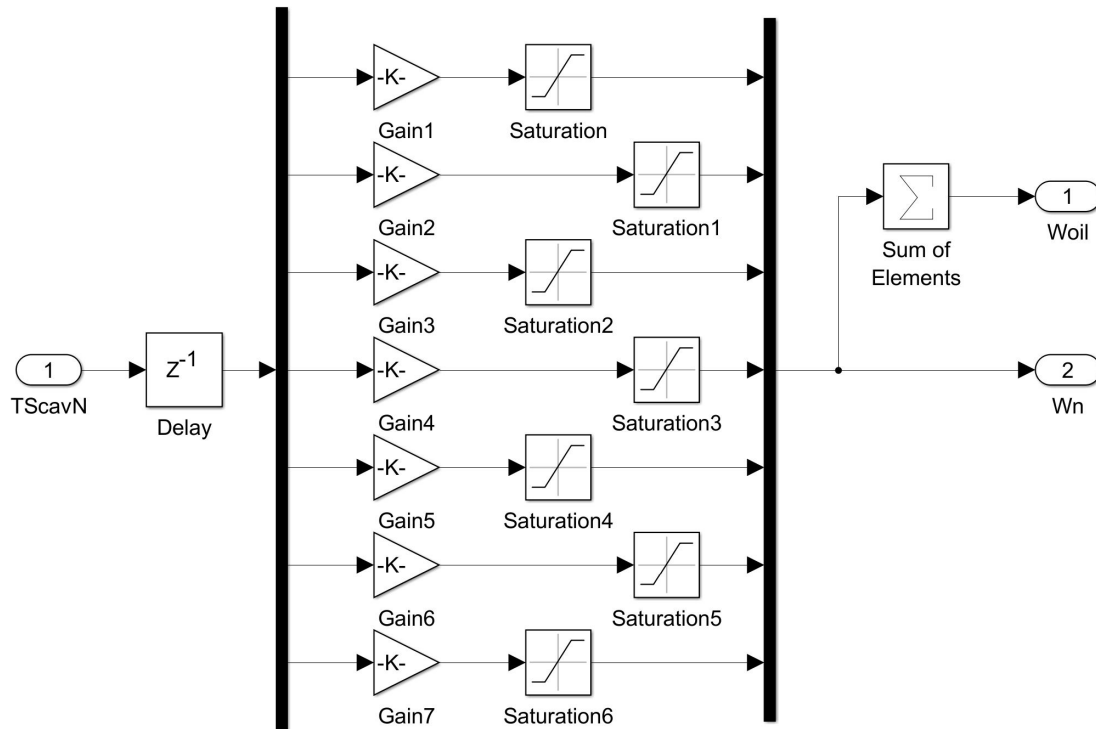 -K-
Gain1
Saturation
-K-
Gain2
Saturation1
-K-
Gain3
Saturation2
1
TScavN
Z-1
Delay
-K-
Gain4
Saturation3
-K-
Gain5
Saturation4
-K-
Gain6
Saturation5
-K-
Gain7
Saturation6
Σ
Sum of
Elements
1
Woil
2
Wn